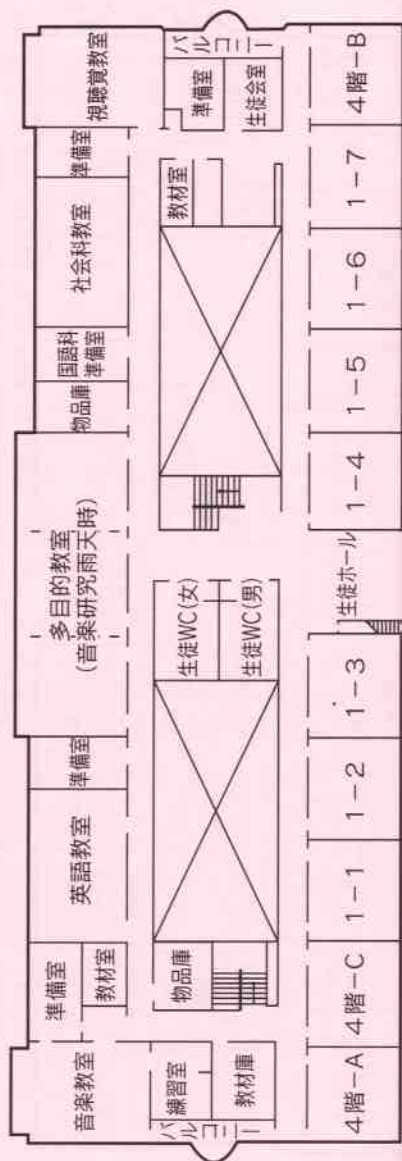 音楽教室
準備室
教材室
英語教室
準備室
多目的教室
(音楽研究雨天時)
物品庫
国語科
準備室
社会科教室
準備室
視聴覚教室
バルコニー
練習室
教材庫
物品庫
生徒WC(女)
生徒WC(男)
教材室
準備室
生徒会室
バルコニー
4階-A
4階-C
1-1
1-2
1-3
生徒ホール
1-4
1-5
1-6
1-7
4階-B